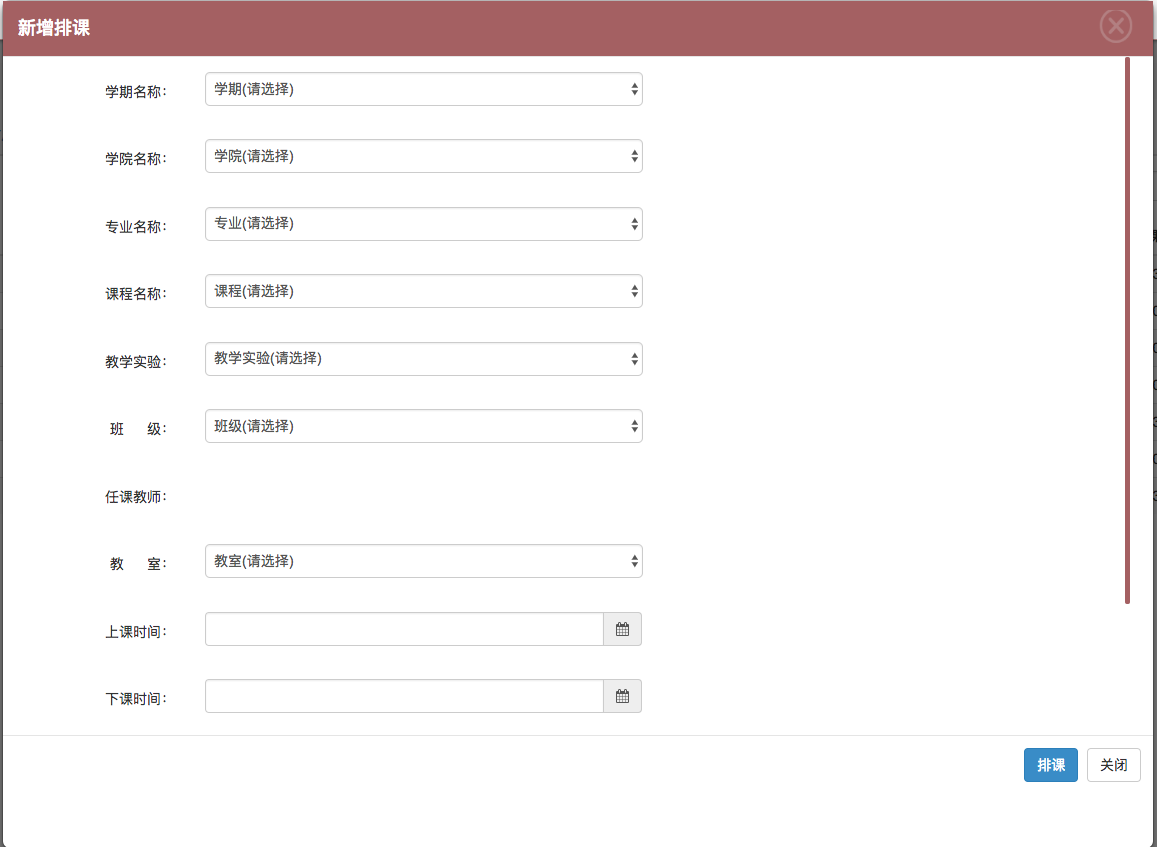 新增排课
学期名称： 学期(请选择)
学院名称： 学院(请选择)
专业名称： 专业(请选择)
课程名称： 课程(请选择)
教学实验： 教学实验(请选择)
班 级： 班级(请选择)
任课教师：
教 室： 教室(请选择)
上课时间：
下课时间：
排课 关闭